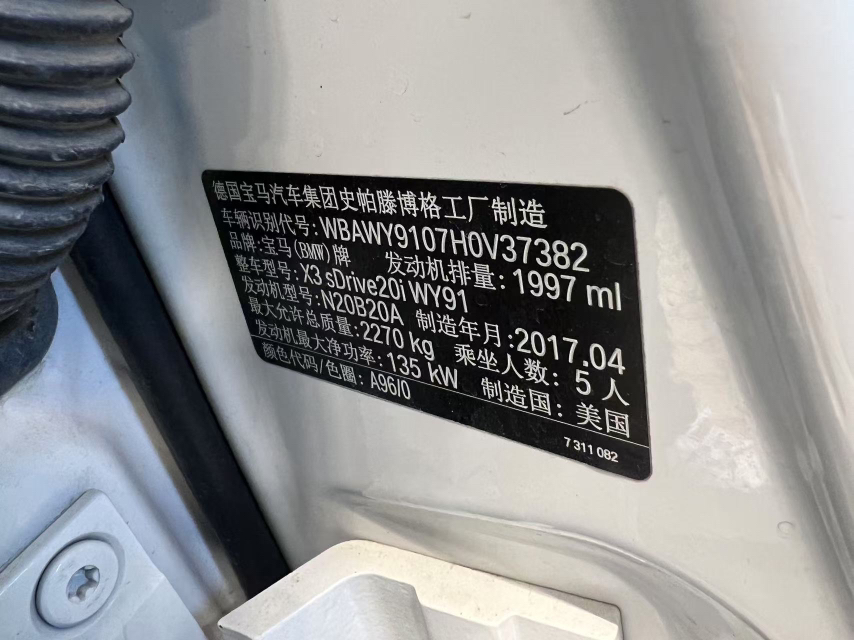 德国宝马汽车集团史帕滕博格工厂制造
车辆识别代号: WBAWY9107H0V37382
品牌: 宝马(BMW)牌 发动机排量: 1997 ml
整车型号: X3 sDrive20i WY91
发动机型号: N20B20A 制造年月:2017.04
最大允许总质量: 2270 kg 乘坐人数: 5 人
发动机最大净功率: 135 kW 制造国: 美国
颜色代码/色圈: A96/0
7 311 082